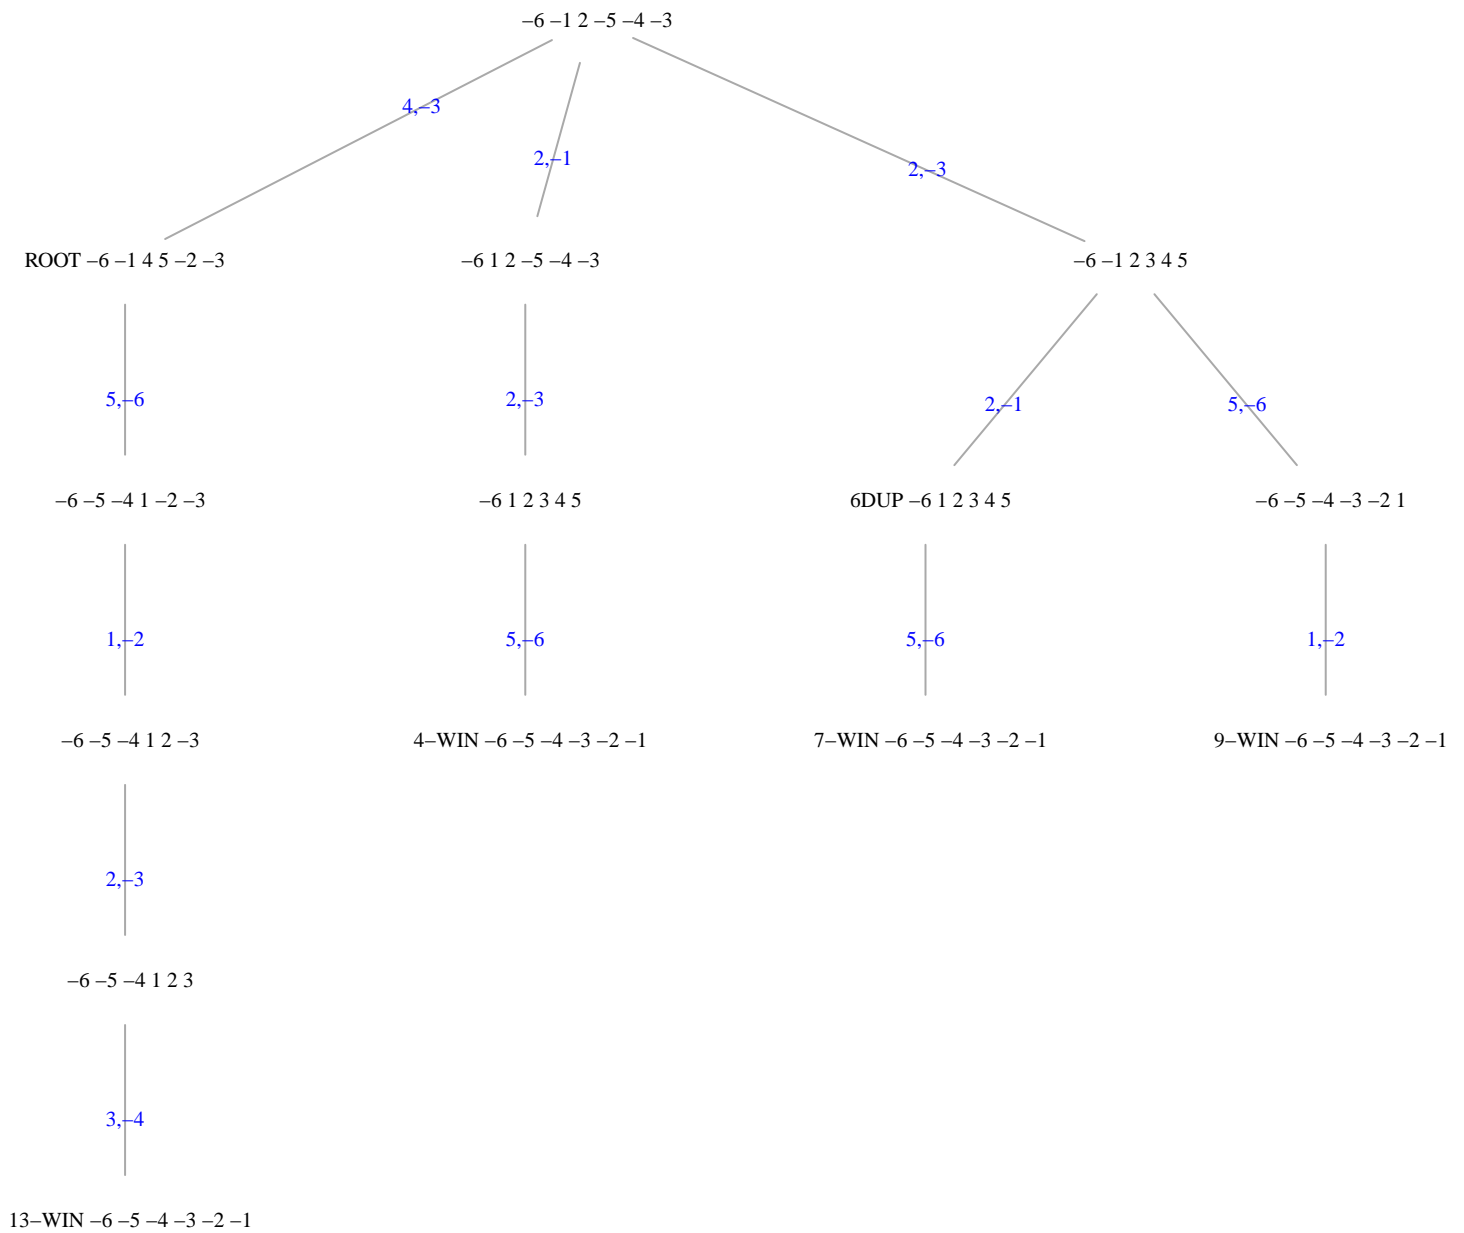 –6 –1 2 –5 –4 –3
4,–3
2,–1
2,–3
ROOT –6 –1 4 5 –2 –3
–6 1 2 –5 –4 –3
–6 –1 2 3 4 5
5,–6
2,–3
2,–1
5,–6
–6 –5 –4 1 –2 –3
–6 1 2 3 4 5
6DUP –6 1 2 3 4 5
–6 –5 –4 –3 –2 1
1,–2
5,–6
5,–6
1,–2
–6 –5 –4 1 2 –3
4–WIN –6 –5 –4 –3 –2 –1
7–WIN –6 –5 –4 –3 –2 –1
9–WIN –6 –5 –4 –3 –2 –1
2,–3
–6 –5 –4 1 2 3
3,–4
13–WIN –6 –5 –4 –3 –2 –1